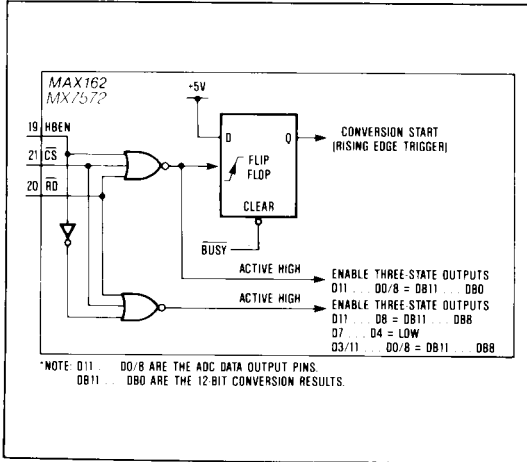 MAX162
MX7572
+5V
19 HBEN
21 CS
20 RD
D Q
CONVERSION START
(RISING EDGE TRIGGER)
FLIP
FLOP
CLEAR
BUSY
ACTIVE HIGH
ENABLE THREE-STATE OUTPUTS
D11 ... D0/8 = DB11 ... DB0
ACTIVE HIGH
ENABLE THREE-STATE OUTPUTS
D11 ... D8 = DB11 ... DB8
D7 ... D4 = LOW
D3/11 ... D0/8 = DB11 ... DB8
*NOTE: D11 ... D0/8 ARE THE ADC DATA OUTPUT PINS.
DB11 ... DB0 ARE THE 12-BIT CONVERSION RESULTS.